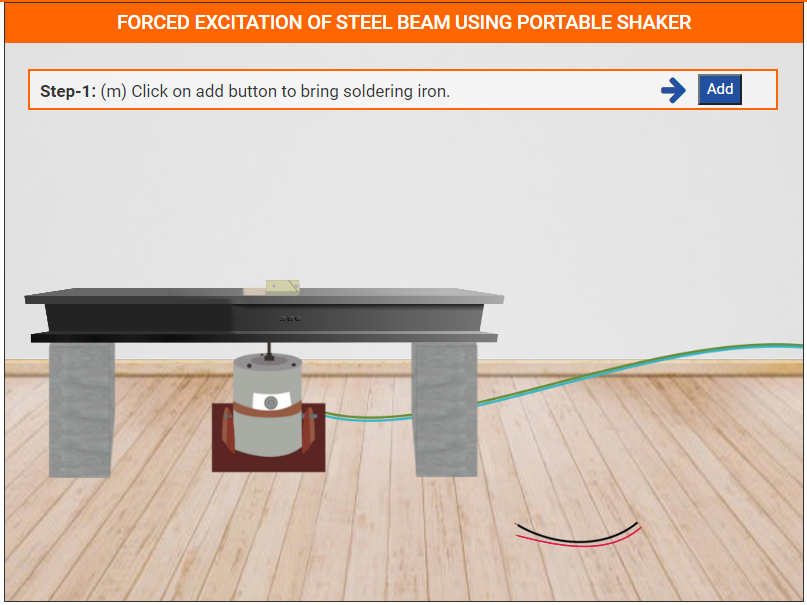 FORCED EXCITATION OF STEEL BEAM USING PORTABLE SHAKER
Step-1: (m) Click on add button to bring soldering iron.
Add